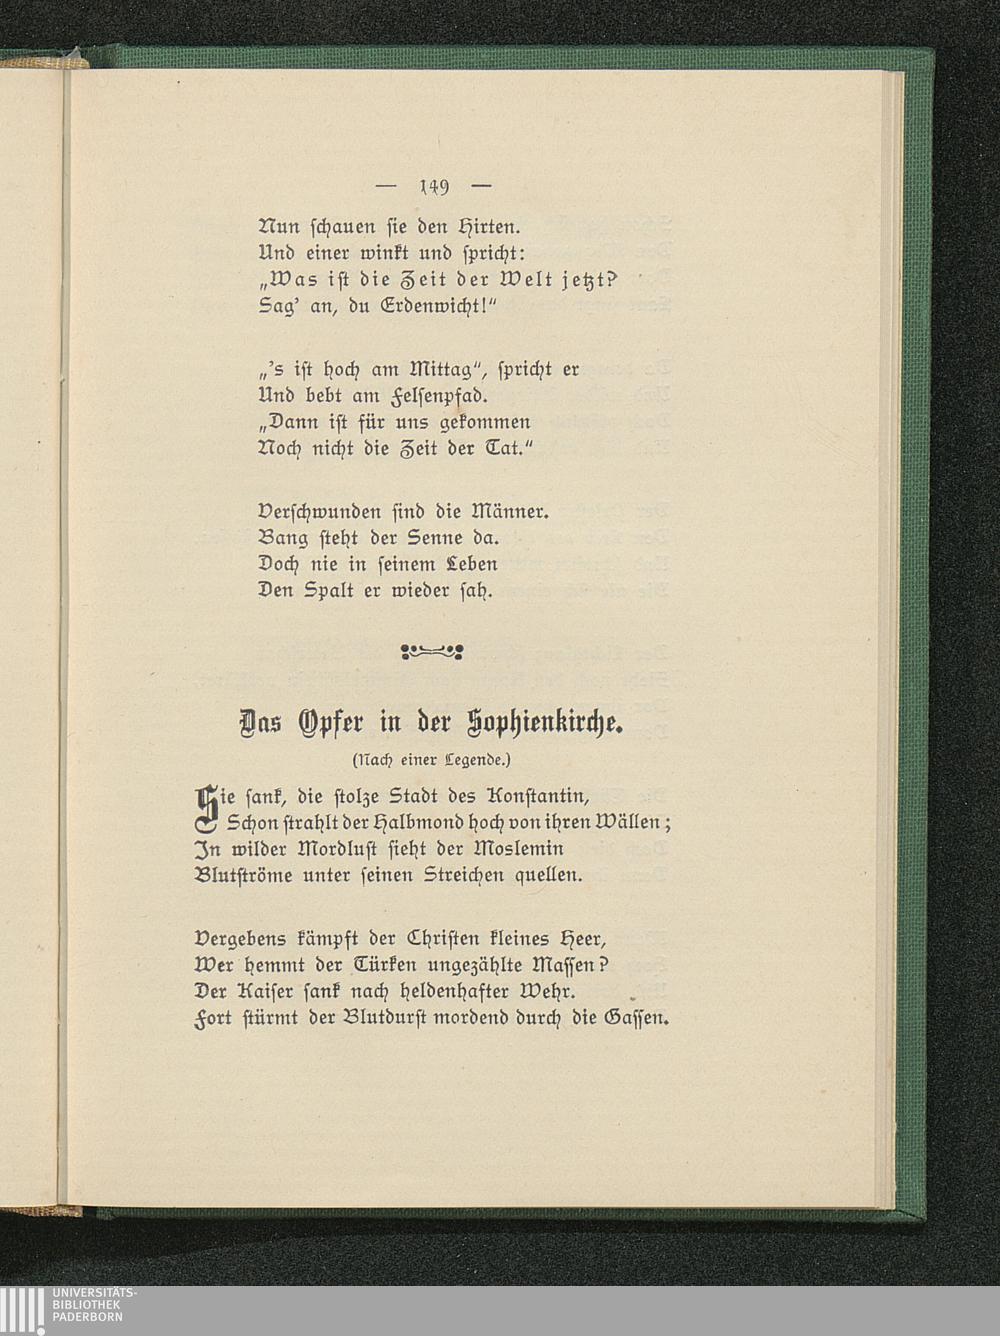 — 149 —
Nun schauen sie den Hirten.
Und einer winkt und spricht:
„Was ist die Zeit der Welt jetzt?
Sag’ an, du Erdenwicht!“
„’s ist hoch am Mittag“, spricht er
Und bebt am Felsenpfad.
„Dann ist für uns gekommen
Noch nicht die Zeit der Tat.“
Verschwunden sind die Männer.
Bang steht der Senne da.
Doch nie in seinem Leben
Den Spalt er wieder sah.
Das Opfer in der Sophienkirche.
(Nach einer Legende.)
Sie sank, die stolze Stadt des Konstantin,
Schon strahlt der Halbmond hoch von ihren Wällen;
In wilder Mordlust sieht der Moslemin
Blutströme unter seinen Streichen quellen.
Vergebens kämpft der Christen kleines Heer,
Wer hemmt der Türken ungezählte Massen?
Der Kaiser sank nach heldenhafter Wehr.
Fort stürmt der Blutdurst mordend durch die Gassen.
UNIVERSITÄTS-
BIBLIOTHEK
PADERBORN